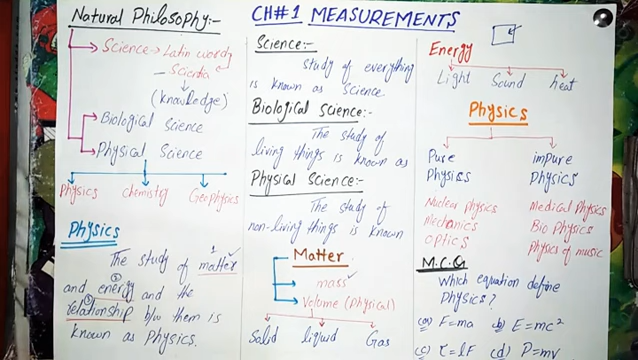 CH#1 MEASUREMENTS
Natural Philosophy:-
Science → Latin word
Scientia
(knowledge)
Biological Science
Physical Science
Physics chemistry Geophysics
Physics
The study of 1 matter
and 2 energy and the
3 relationship b/w them is
known as Physics.
Science:-
Study of everything
is known as Science.
Biological Science:-
The study of
living things is known as
Physical Science:-
The study of
non-living things is known
Matter
mass
Volume (Physical)
Solid liquid Gas
Energy
Light Sound heat
Physics
Pure
Physics
Nuclear Physics
Mechanics
Optics
impure
Physics
Medical Physics
Bio Physics
Physics of music
M.C.Q
Which equation define
Physics?
(a) F=ma (b) E=mc²
(c) τ=lF (d) P=mv